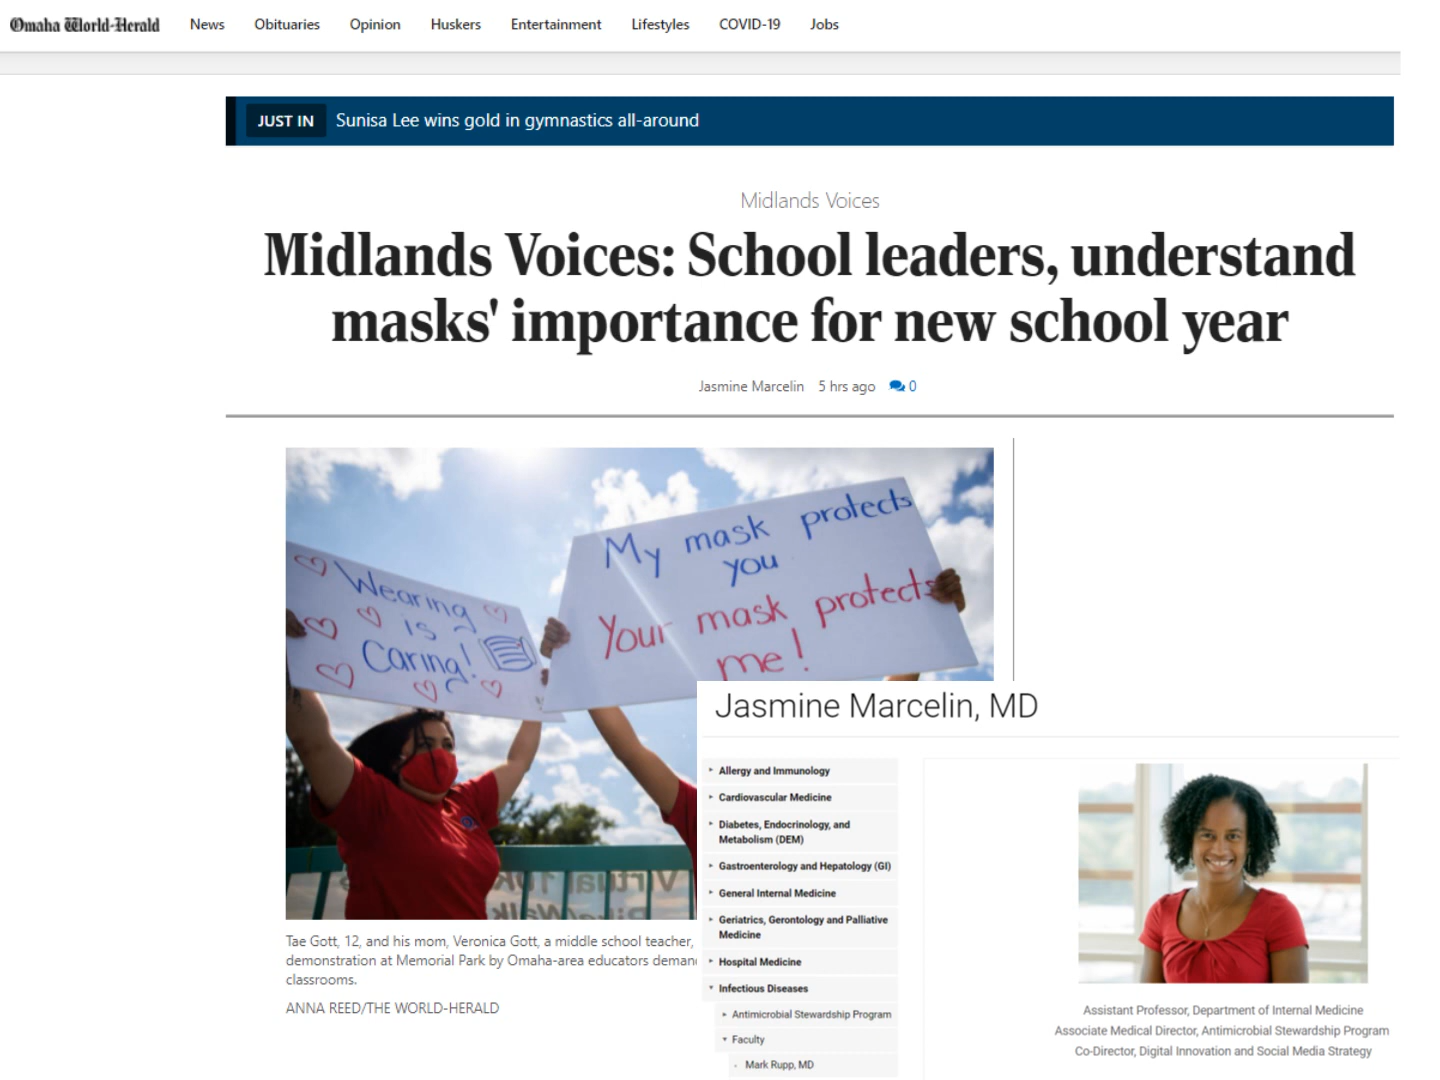 Omaha World-Herald News Obituaries Opinion Huskers Entertainment Lifestyles COVID-19 Jobs
JUST IN Sunisa Lee wins gold in gymnastics all-around
Midlands Voices
Midlands Voices: School leaders, understand
masks' importance for new school year
Jasmine Marcelin 5 hrs ago 0
Wearing
is
Caring!
My mask protects
you
Your mask protects
me!
Virtual 10K
Bike/Walk
Tae Gott, 12, and his mom, Veronica Gott, a middle school teacher,
demonstration at Memorial Park by Omaha-area educators deman
classrooms.
ANNA REED/THE WORLD-HERALD
Jasmine Marcelin, MD
Allergy and Immunology
Cardiovascular Medicine
Diabetes, Endocrinology, and
Metabolism (DEM)
Gastroenterology and Hepatology (GI)
General Internal Medicine
Geriatrics, Gerontology and Palliative
Medicine
Hospital Medicine
Infectious Diseases
Antimicrobial Stewardship Program
Faculty
Mark Rupp, MD
Assistant Professor, Department of Internal Medicine
Associate Medical Director, Antimicrobial Stewardship Program
Co-Director, Digital Innovation and Social Media Strategy